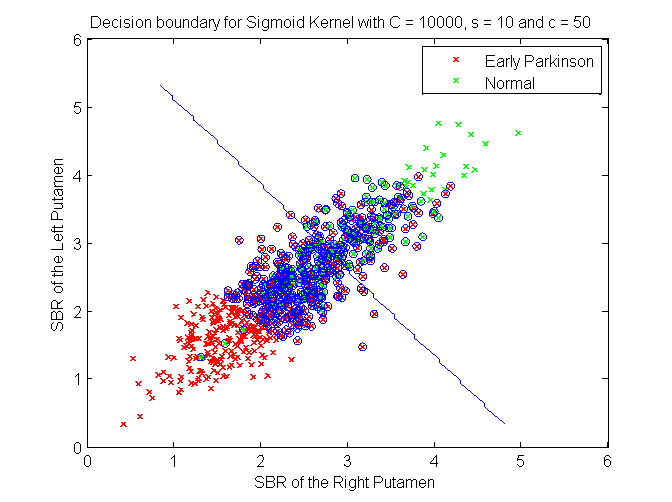 Decision boundary for Sigmoid Kernel with C = 10000, s = 10 and c = 50
6
5
4
3
2
1
0
SBR of the Left Putamen
Early Parkinson
Normal
0 1 2 3 4 5 6
SBR of the Right Putamen